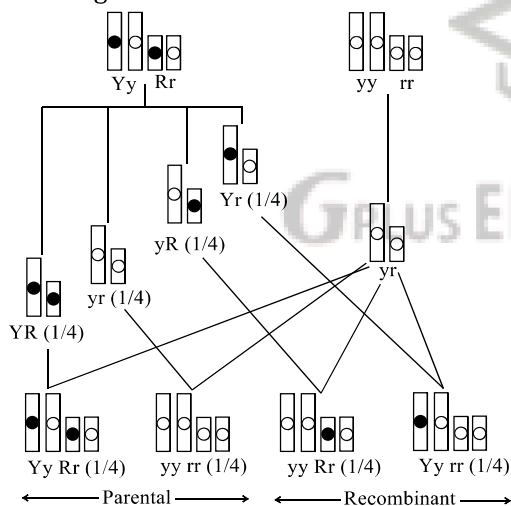 Yy Rr
yy rr
Yr (1/4)
yR (1/4)
yr
yr (1/4)
YR (1/4)
Yy Rr (1/4) yy rr (1/4) yy Rr (1/4) Yy rr (1/4)
Parental Recombinant